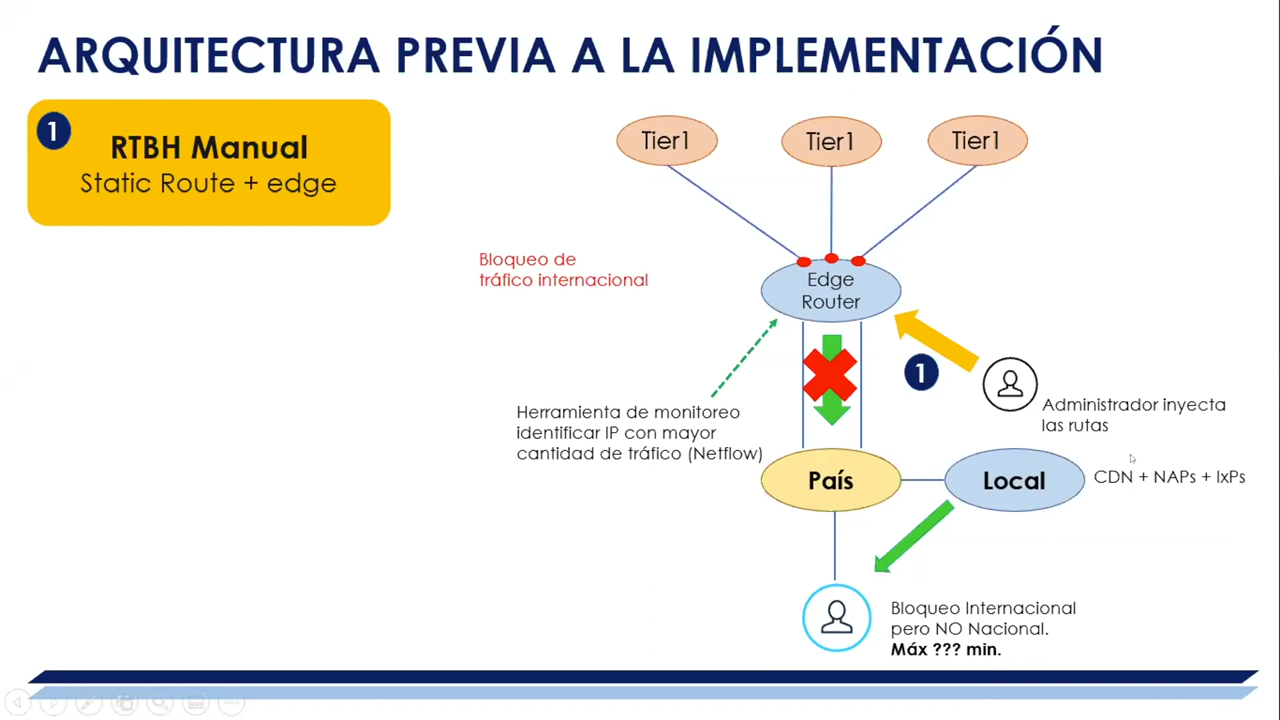 ARQUITECTURA PREVIA A LA IMPLEMENTACIÓN
1
RTBH Manual
Static Route + edge
Tier1
Tier1
Tier1
Bloqueo de
tráfico internacional
Edge
Router
1
Administrador inyecta
las rutas
Herramienta de monitoreo
identificar IP con mayor
cantidad de tráfico (Netflow)
País
Local
CDN + NAPs + IxPs
Bloqueo Internacional
pero NO Nacional.
Máx ??? min.